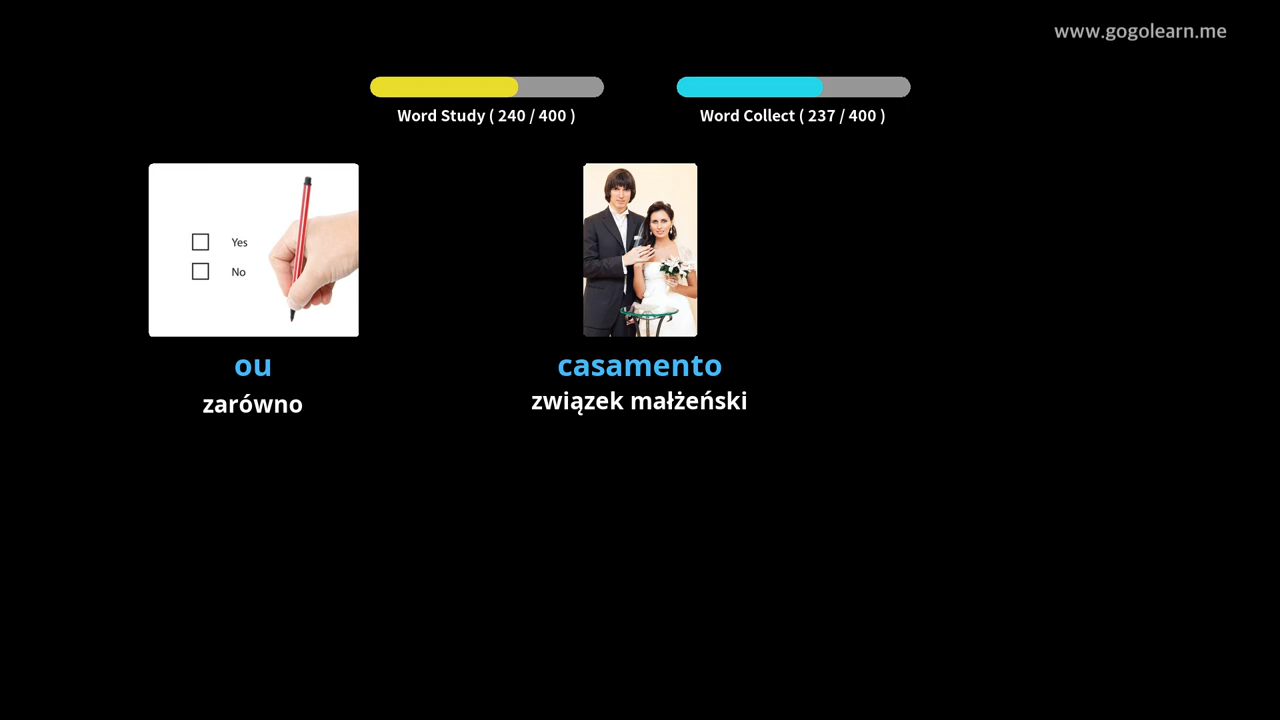 www.gogolearn.me
Word Study ( 240 / 400 )
Word Collect ( 237 / 400 )
Yes
No
ou
zarówno
casamento
związek małżeński